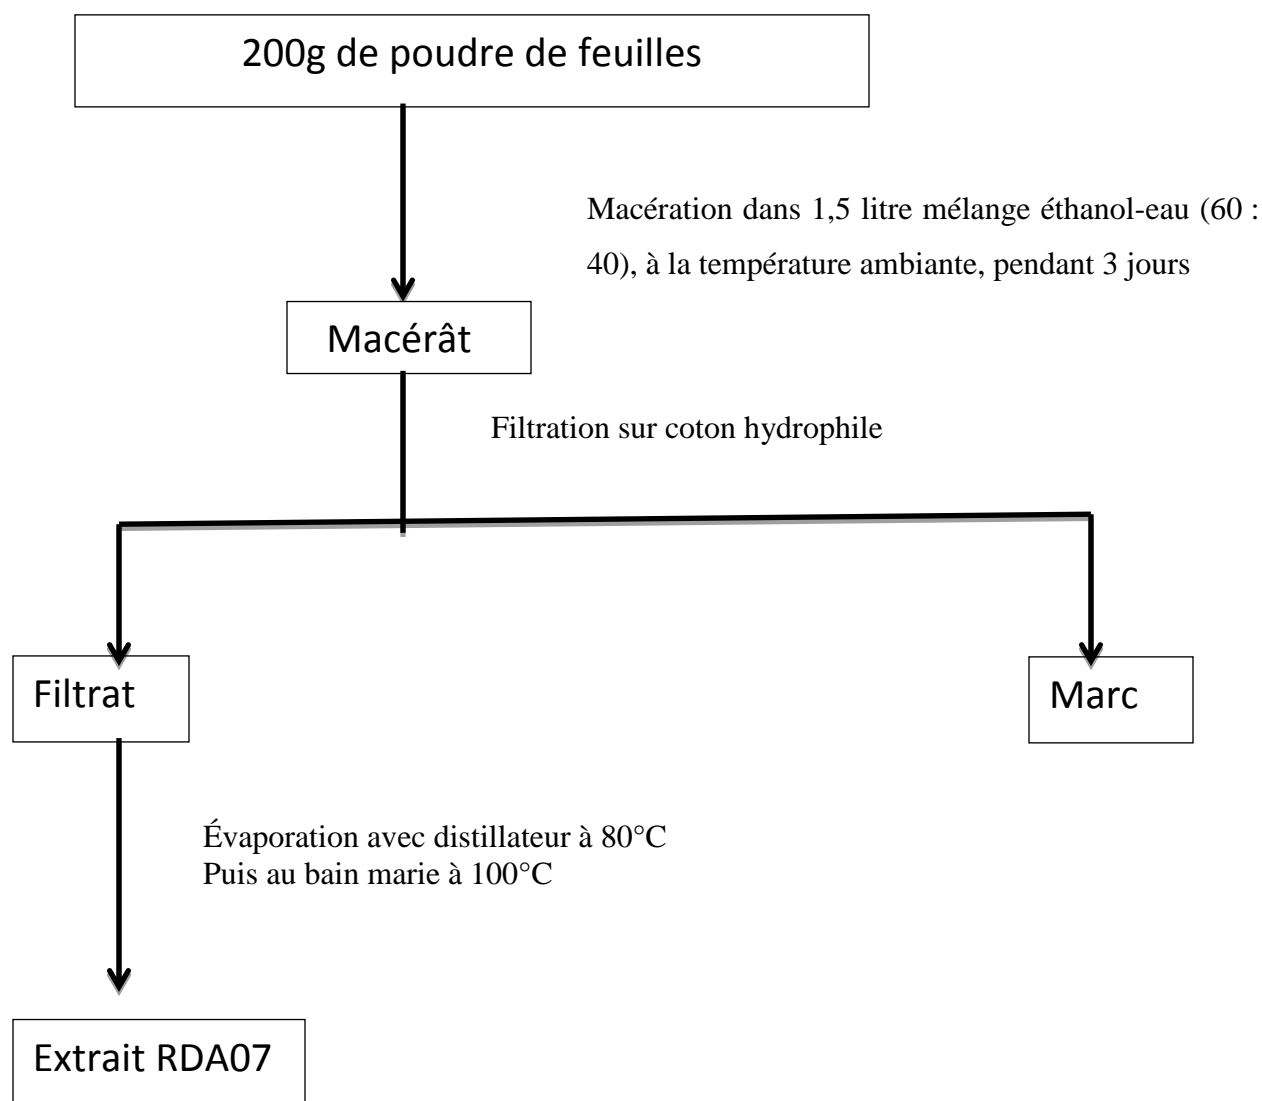 200g de poudre de feuilles
Macération dans 1,5 litre mélange éthanol-eau (60 :
40), à la température ambiante, pendant 3 jours
Macérât
Filtration sur coton hydrophile
Filtrat
Marc
Évaporation avec distillateur à 80°C
Puis au bain marie à 100°C
Extrait RDA07